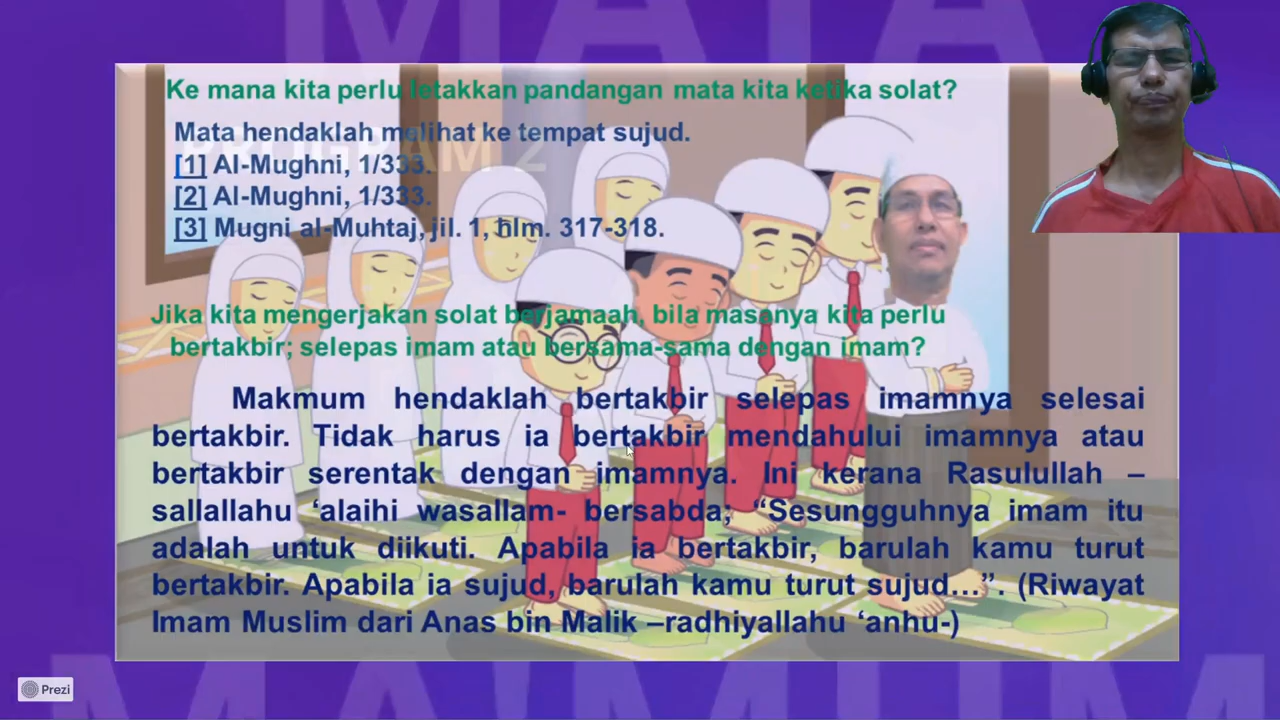 MATA
Ke mana kita perlu letakkan pandangan mata kita ketika solat?
Mata hendaklah melihat ke tempat sujud.
PROGRAM 2
[1] Al-Mughni, 1/333.
[2] Al-Mughni, 1/333.
[3] Mugni al-Muhtaj, jil. 1, hlm. 317-318.
Jika kita mengerjakan solat berjamaah, bila masanya kita perlu
bertakbir; selepas imam atau bersama-sama dengan imam?
Makmum hendaklah bertakbir selepas imamnya selesai
bertakbir. Tidak harus ia bertakbir mendahului imamnya atau
bertakbir serentak dengan imamnya. Ini kerana Rasulullah –
sallallahu ‘alaihi wasallam- bersabda; “Sesungguhnya imam itu
adalah untuk diikuti. Apabila ia bertakbir, barulah kamu turut
bertakbir. Apabila ia sujud, barulah kamu turut sujud…”. (Riwayat
Imam Muslim dari Anas bin Malik –radhiyallahu ‘anhu-)
MA'MUM
Prezi